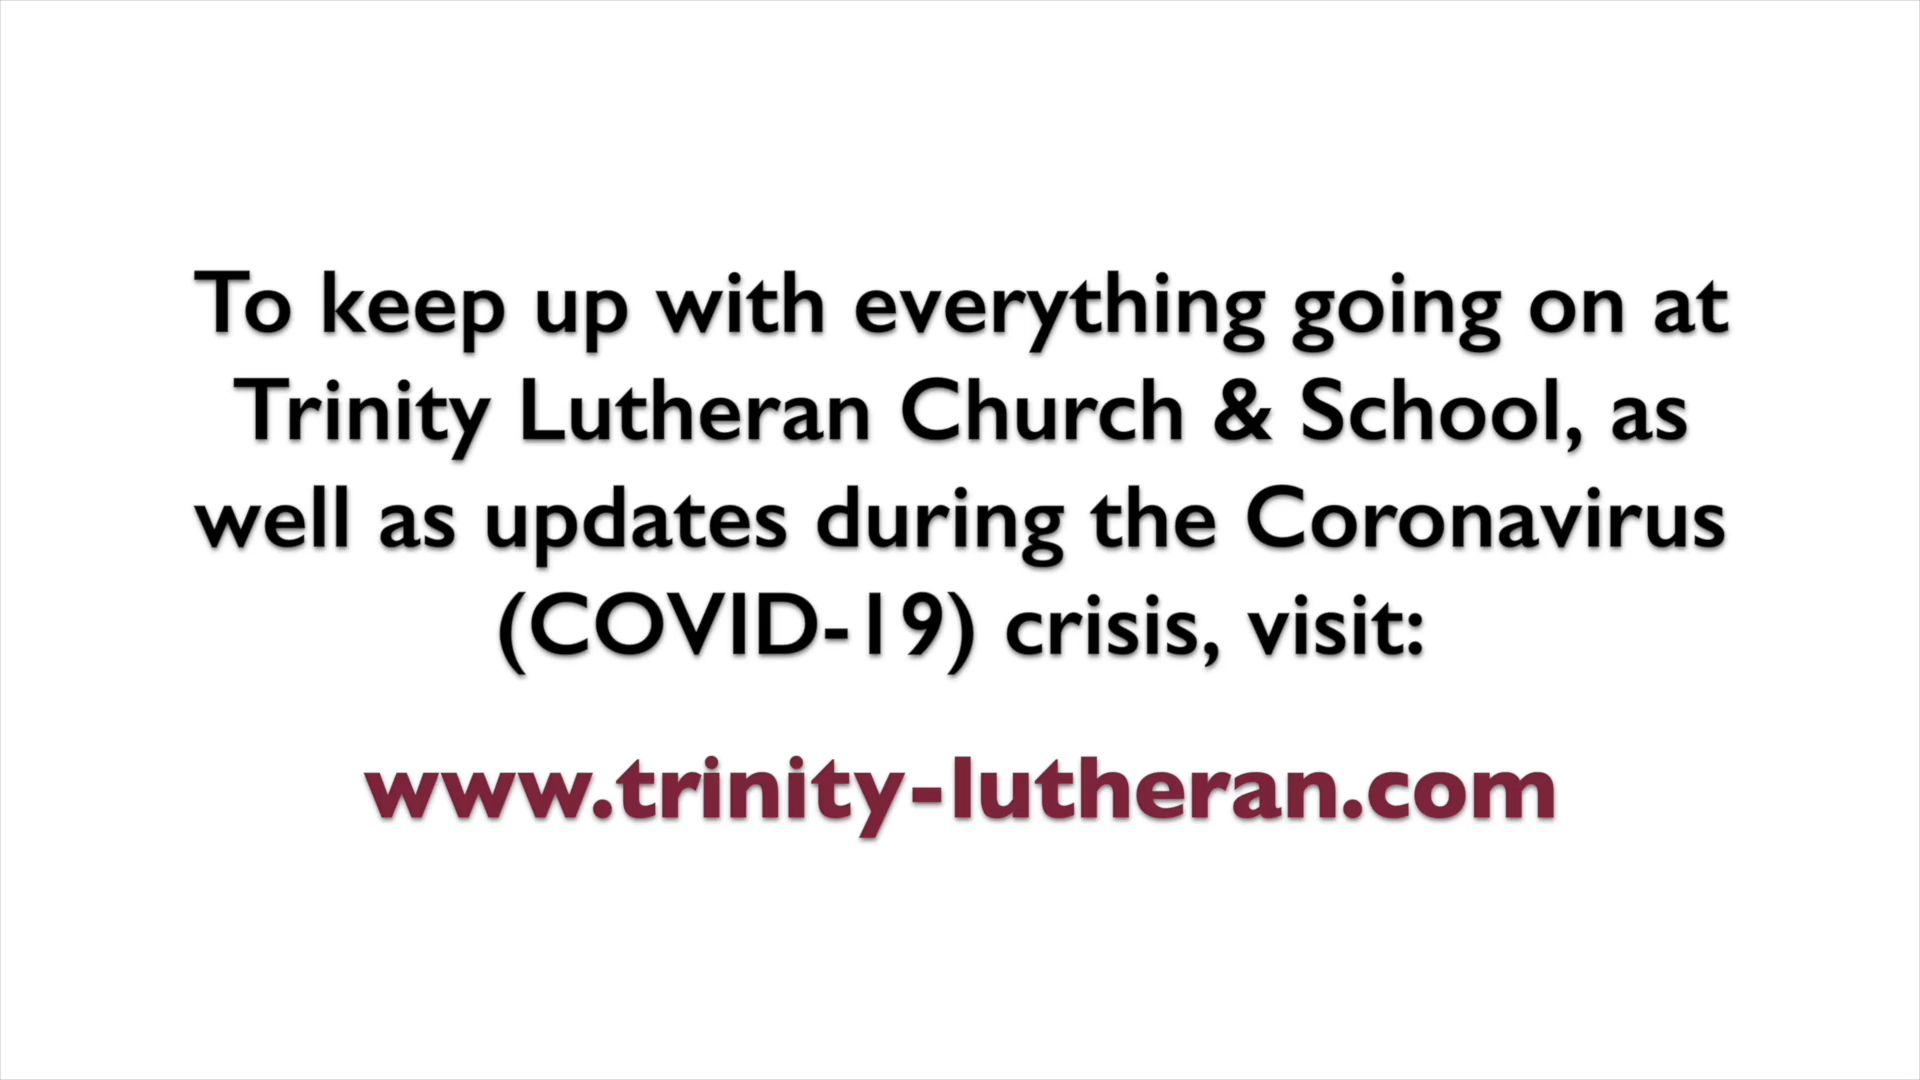 To keep up with everything going on at
Trinity Lutheran Church & School, as
well as updates during the Coronavirus
(COVID-19) crisis, visit:
www.trinity-lutheran.com